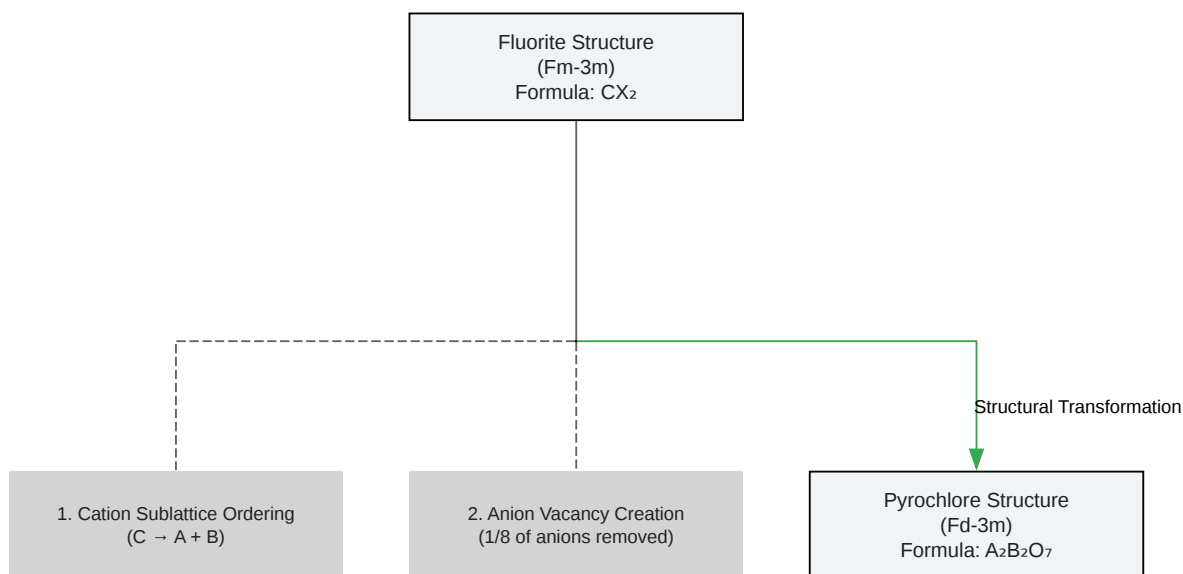 Fluorite Structure
(Fm-3m)
Formula: CX₂
Structural Transformation
1. Cation Sublattice Ordering
(C → A + B)
2. Anion Vacancy Creation
(1/8 of anions removed)
Pyrochlore Structure
(Fd-3m)
Formula: A₂B₂O₇